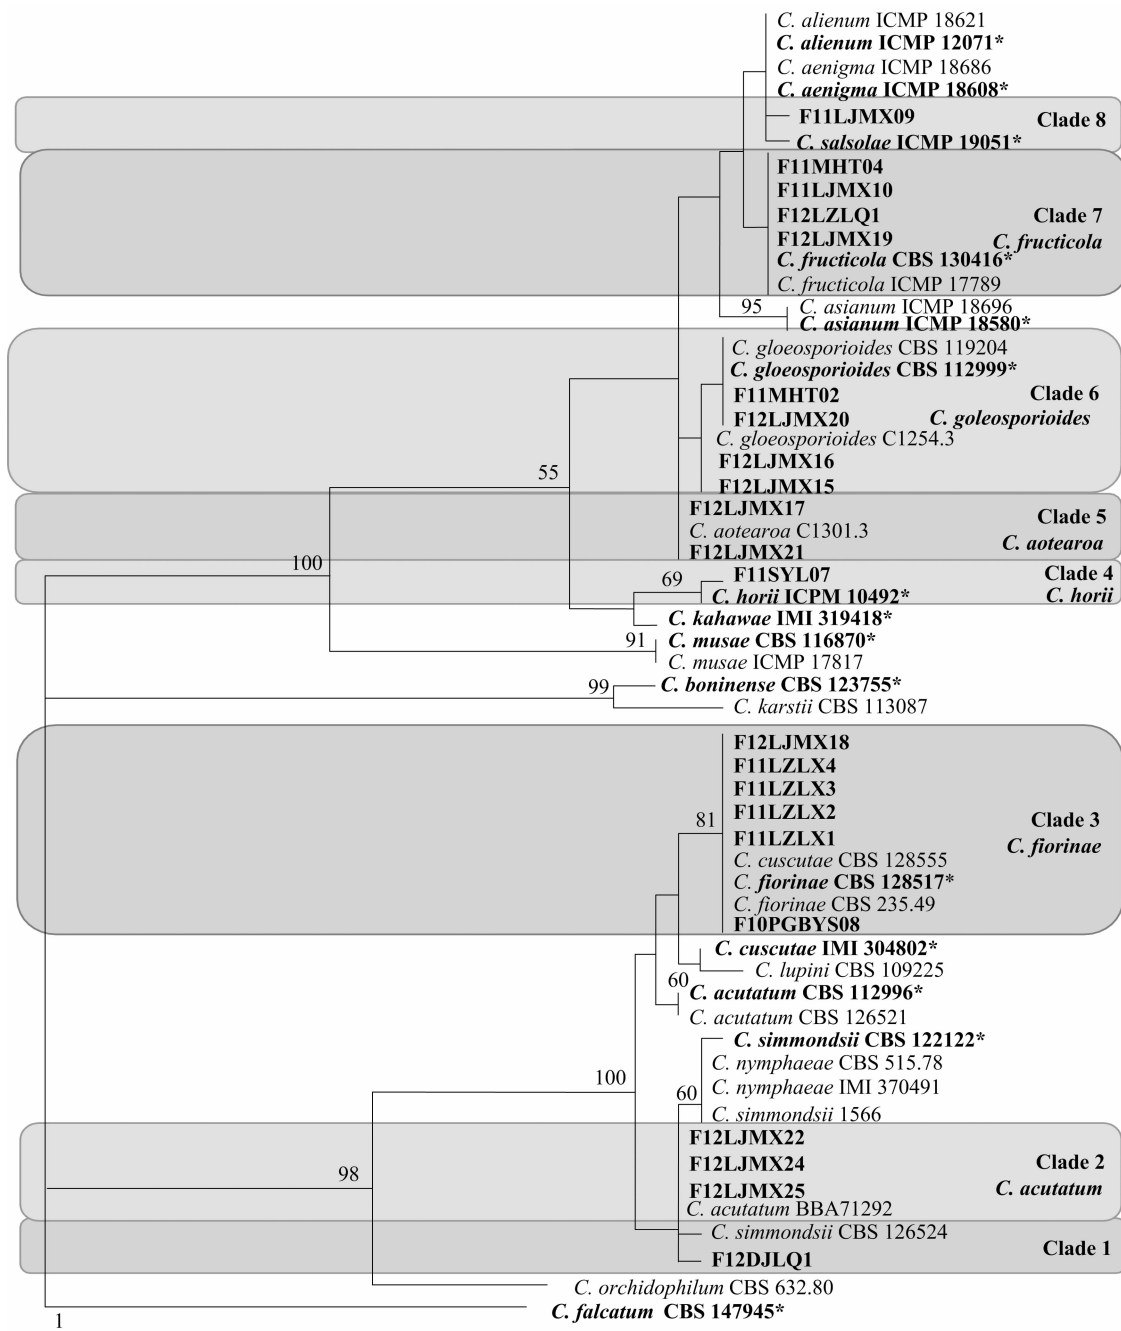 C. alienum ICMP 18621
C. alienum ICMP 12071*
C. aenigma ICMP 18686
C. aenigma ICMP 18608*
F11LJMX09
Clade 8
C. salsolae ICMP 19051*
F11MHT04
F11LJMX10
F12LZLQ1
Clade 7
F12LJMX19
C. fructicola
C. fructicola CBS 130416*
C. fructicola ICMP 17789
95
C. asianum ICMP 18696
C. asianum ICMP 18580*
C. gloeosporioides CBS 119204
C. gloeosporioides CBS 112999*
F11MHT02
Clade 6
F12LJMX20
C. goleosporioides
C. gloeosporioides C1254.3
F12LJMX16
55
F12LJMX15
F12LJMX17
Clade 5
C. aotearoa C1301.3
C. aotearoa
F12LJMX21
100
F11SYL07
Clade 4
69
C. horii ICPM 10492*
C. horii
C. kahawae IMI 319418*
91
C. musae CBS 116870*
C. musae ICMP 17817
99
C. boninense CBS 123755*
C. karstii CBS 113087
F12LJMX18
F11LZLX4
F11LZLX3
F11LZLX2
81
Clade 3
F11LZLX1
C. fiorinae
C. cuscutae CBS 128555
C. fiorinae CBS 128517*
C. fiorinae CBS 235.49
F10PGBYS08
C. cuscutae IMI 304802*
C. lupini CBS 109225
60
C. acutatum CBS 112996*
C. acutatum CBS 126521
C. simmondsii CBS 122122*
C. nymphaeae CBS 515.78
100
C. nymphaeae IMI 370491
60
C. simmondsii 1566
F12LJMX22
F12LJMX24
Clade 2
98
F12LJMX25
C. acutatum
C. acutatum BBA71292
C. simmondsii CBS 126524
Clade 1
F12DJLQ1
C. orchidophilum CBS 632.80
C. falcatum CBS 147945*
1